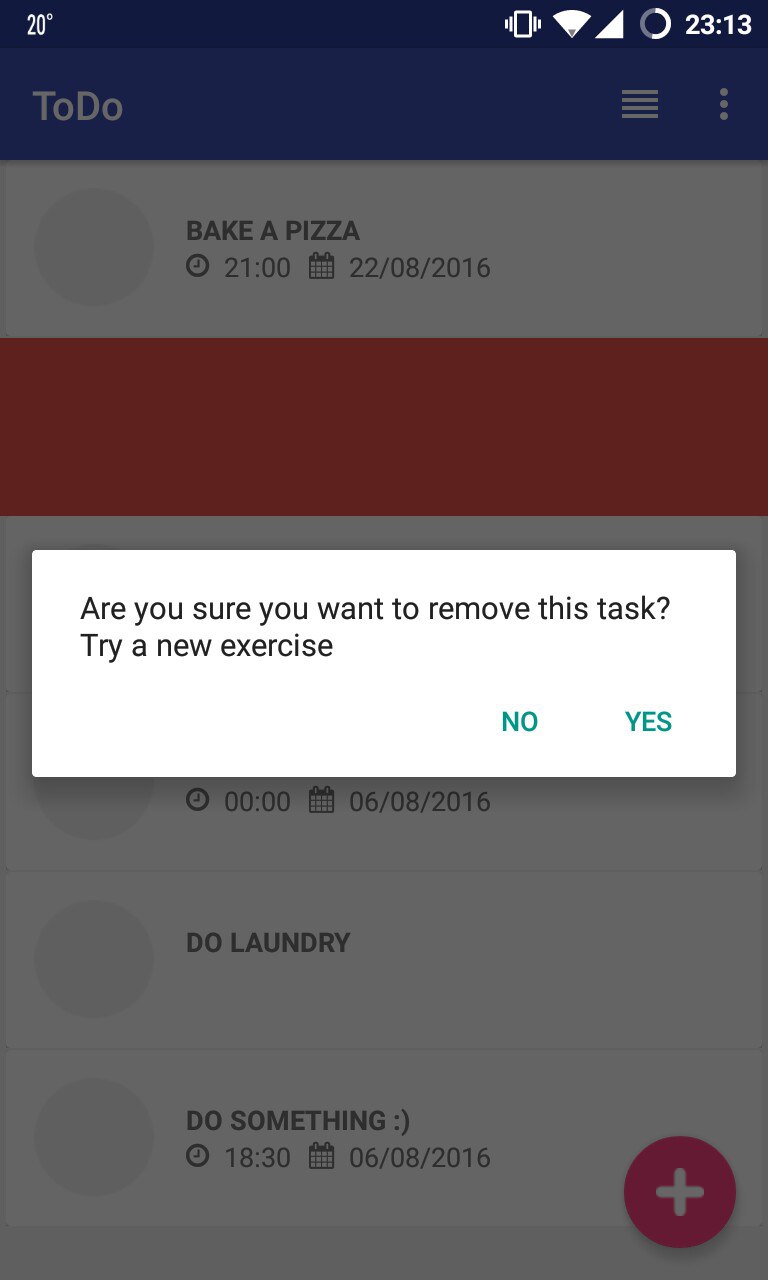 20°
23:13
ToDo
BAKE A PIZZA
21:00 22/08/2016
Are you sure you want to remove this task?
Try a new exercise
NO YES
00:00 06/08/2016
DO LAUNDRY
DO SOMETHING :)
18:30 06/08/2016